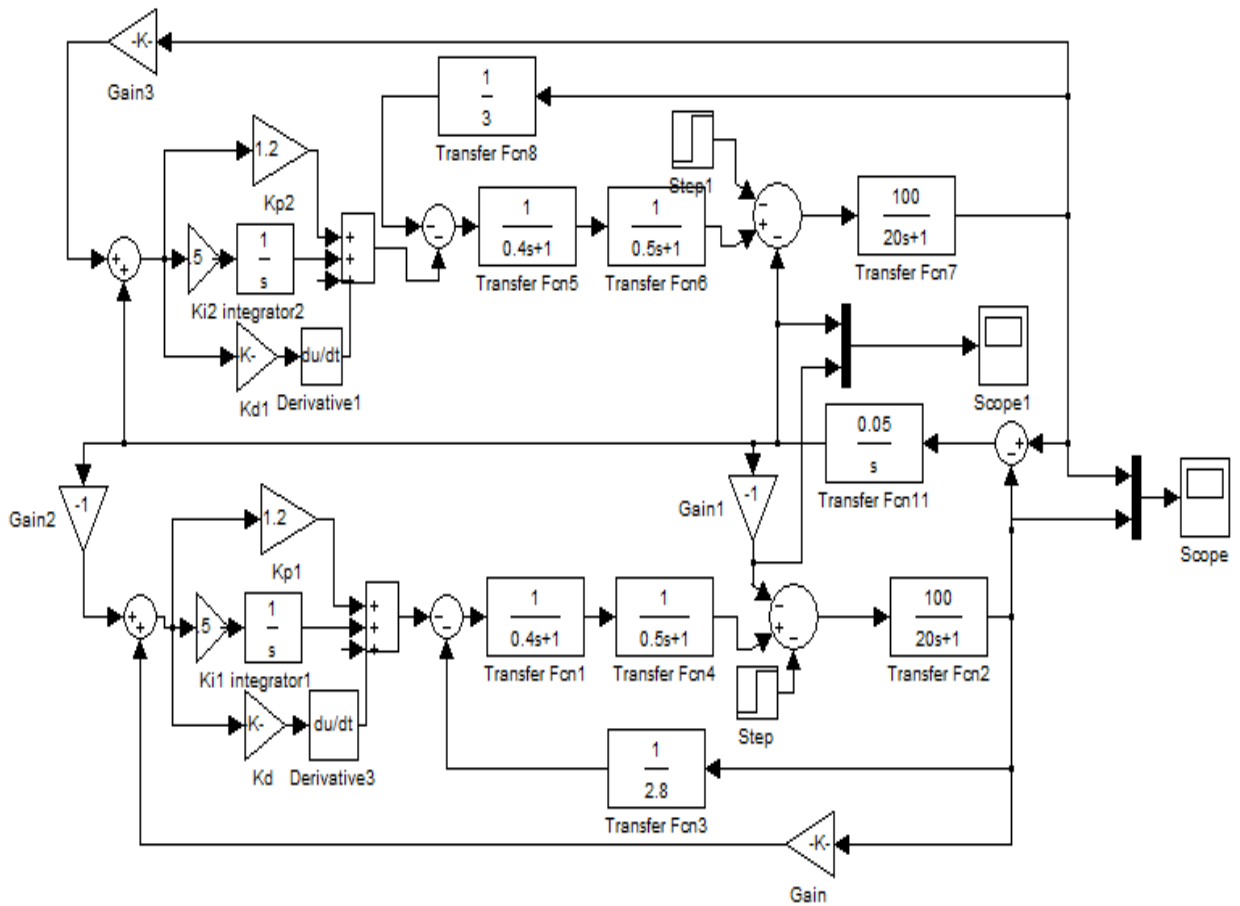 -K-
Gain3
1
3
Transfer Fcn8
1.2
Kp2
Step1
.5
1
s
Ki2 integrator2
+
+
+
+
+
-
-
1
0.4s+1
Transfer Fcn5
1
0.5s+1
Transfer Fcn6
-
+
-
100
20s+1
Transfer Fcn7
K-
Kd1
du/dt
Derivative1
Scope1
0.05
s
Transfer Fcn11
+
-
-1
Gain2
-1
Gain1
Scope
1.2
Kp1
+
+
.5
1
s
Ki1 integrator1
+
+
+
-
-
1
0.4s+1
Transfer Fcn1
1
0.5s+1
Transfer Fcn4
-
+
-
100
20s+1
Transfer Fcn2
K-
Kd
du/dt
Derivative3
Step
1
2.8
Transfer Fcn3
-K-
Gain